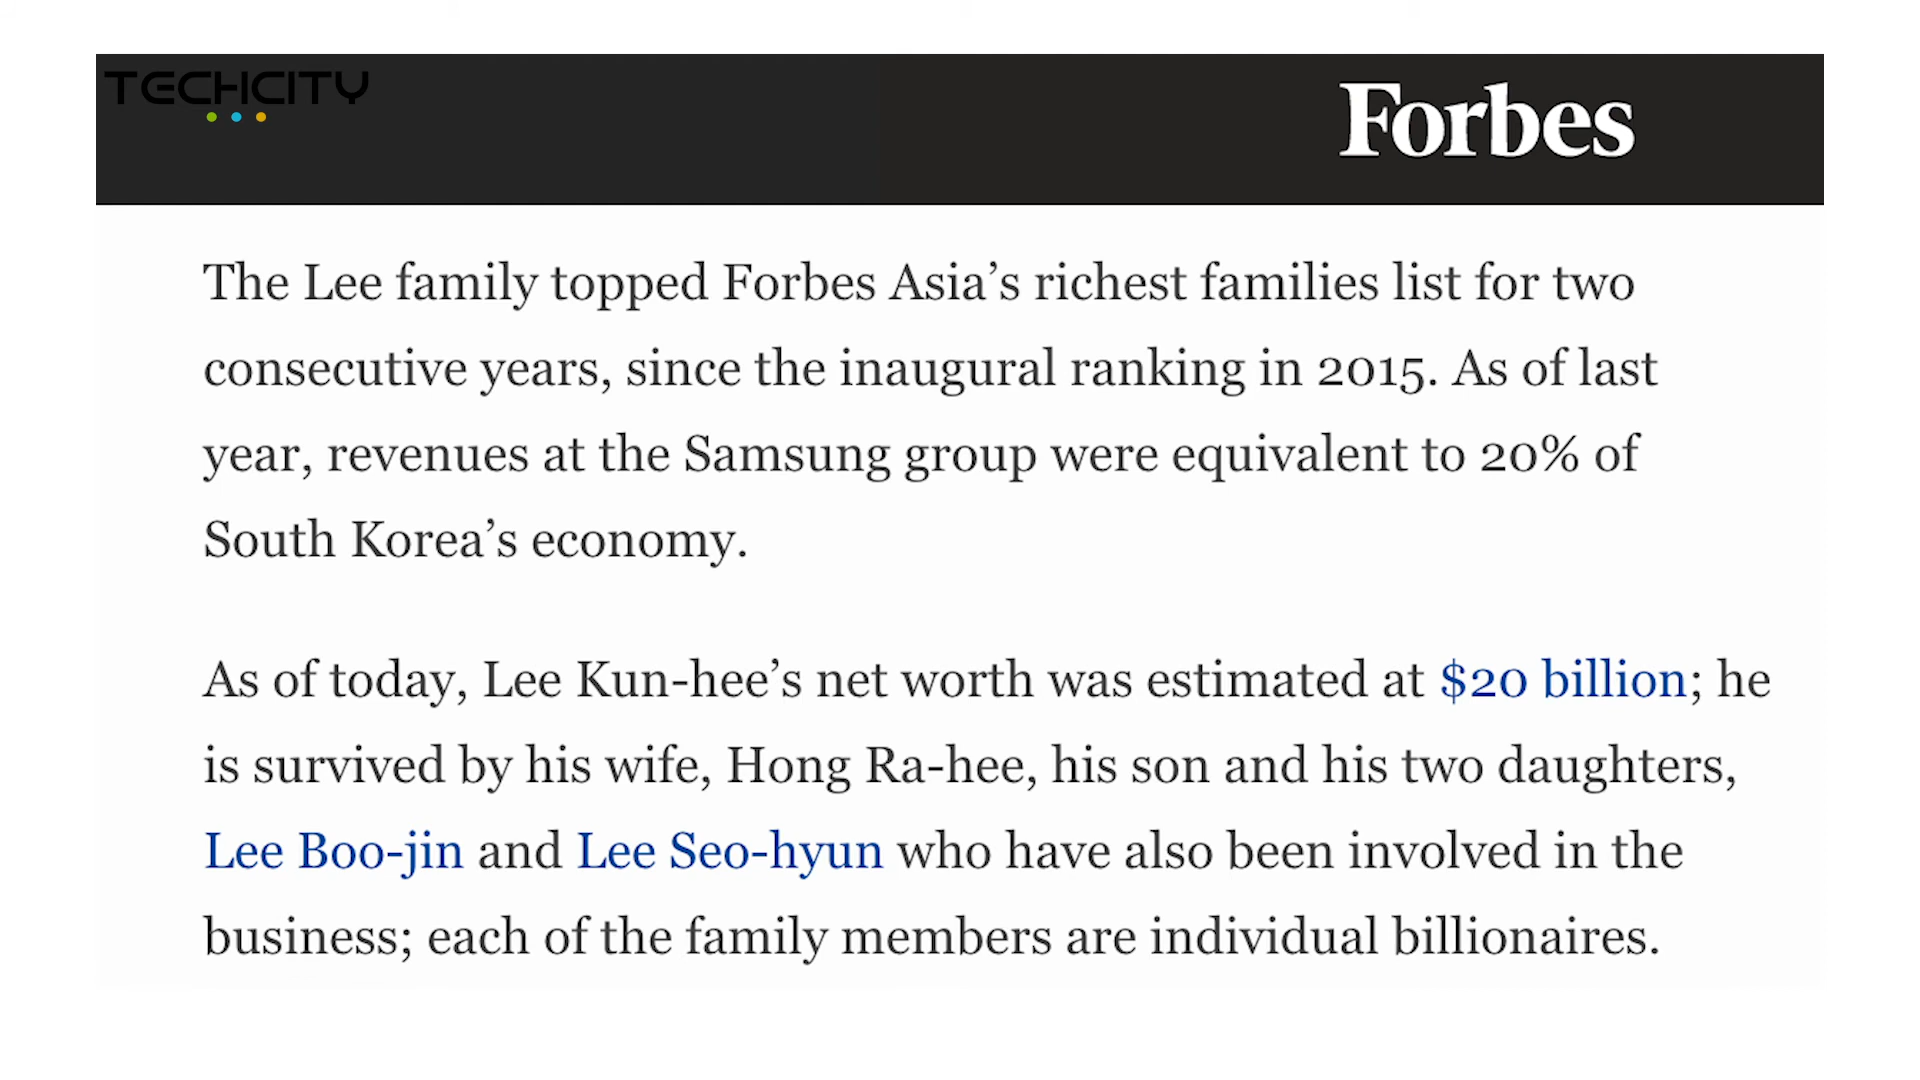 TECHCITY
Forbes
The Lee family topped Forbes Asia’s richest families list for two
consecutive years, since the inaugural ranking in 2015. As of last
year, revenues at the Samsung group were equivalent to 20% of
South Korea’s economy.
As of today, Lee Kun-hee’s net worth was estimated at $20 billion; he
is survived by his wife, Hong Ra-hee, his son and his two daughters,
Lee Boo-jin and Lee Seo-hyun who have also been involved in the
business; each of the family members are individual billionaires.